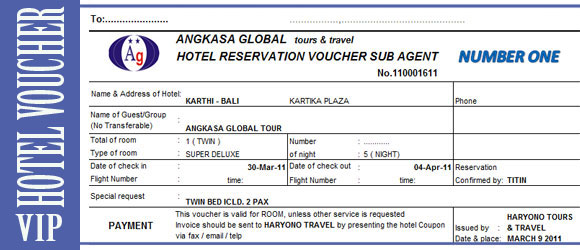 HOTEL VOUCHER
VIP
To:
Ag
ANGKASA GLOBAL tours & travel
HOTEL RESERVATION VOUCHER SUB AGENT
NUMBER ONE
No.110001611
Name & Address of Hotel:
KARTHI - BALI KARTIKA PLAZA
Phone
Name of Guest/Group :
(No Transferable)
ANGKASA GLOBAL TOUR
Total of room : 1 ( TWIN ) Number : ............
Type of room : SUPER DELUXE of night : 5 ( NIGHT)
Date of check in : 30-Mar-11 Date of check out : 04-Apr-11 Reservation
Flight Number time: Flight Number time: Confirmed by: TITIN
Special request :
TWIN BED ICLD. 2 PAX
PAYMENT
This voucher is valid for ROOM, unless other service is requested
Invoice should be sent to HARYONO TRAVEL by presenting the hotel Coupon
via fax / email / telp
HARYONO TOURS
Issued by : & TRAVEL
Date & place: MARCH 9 2011